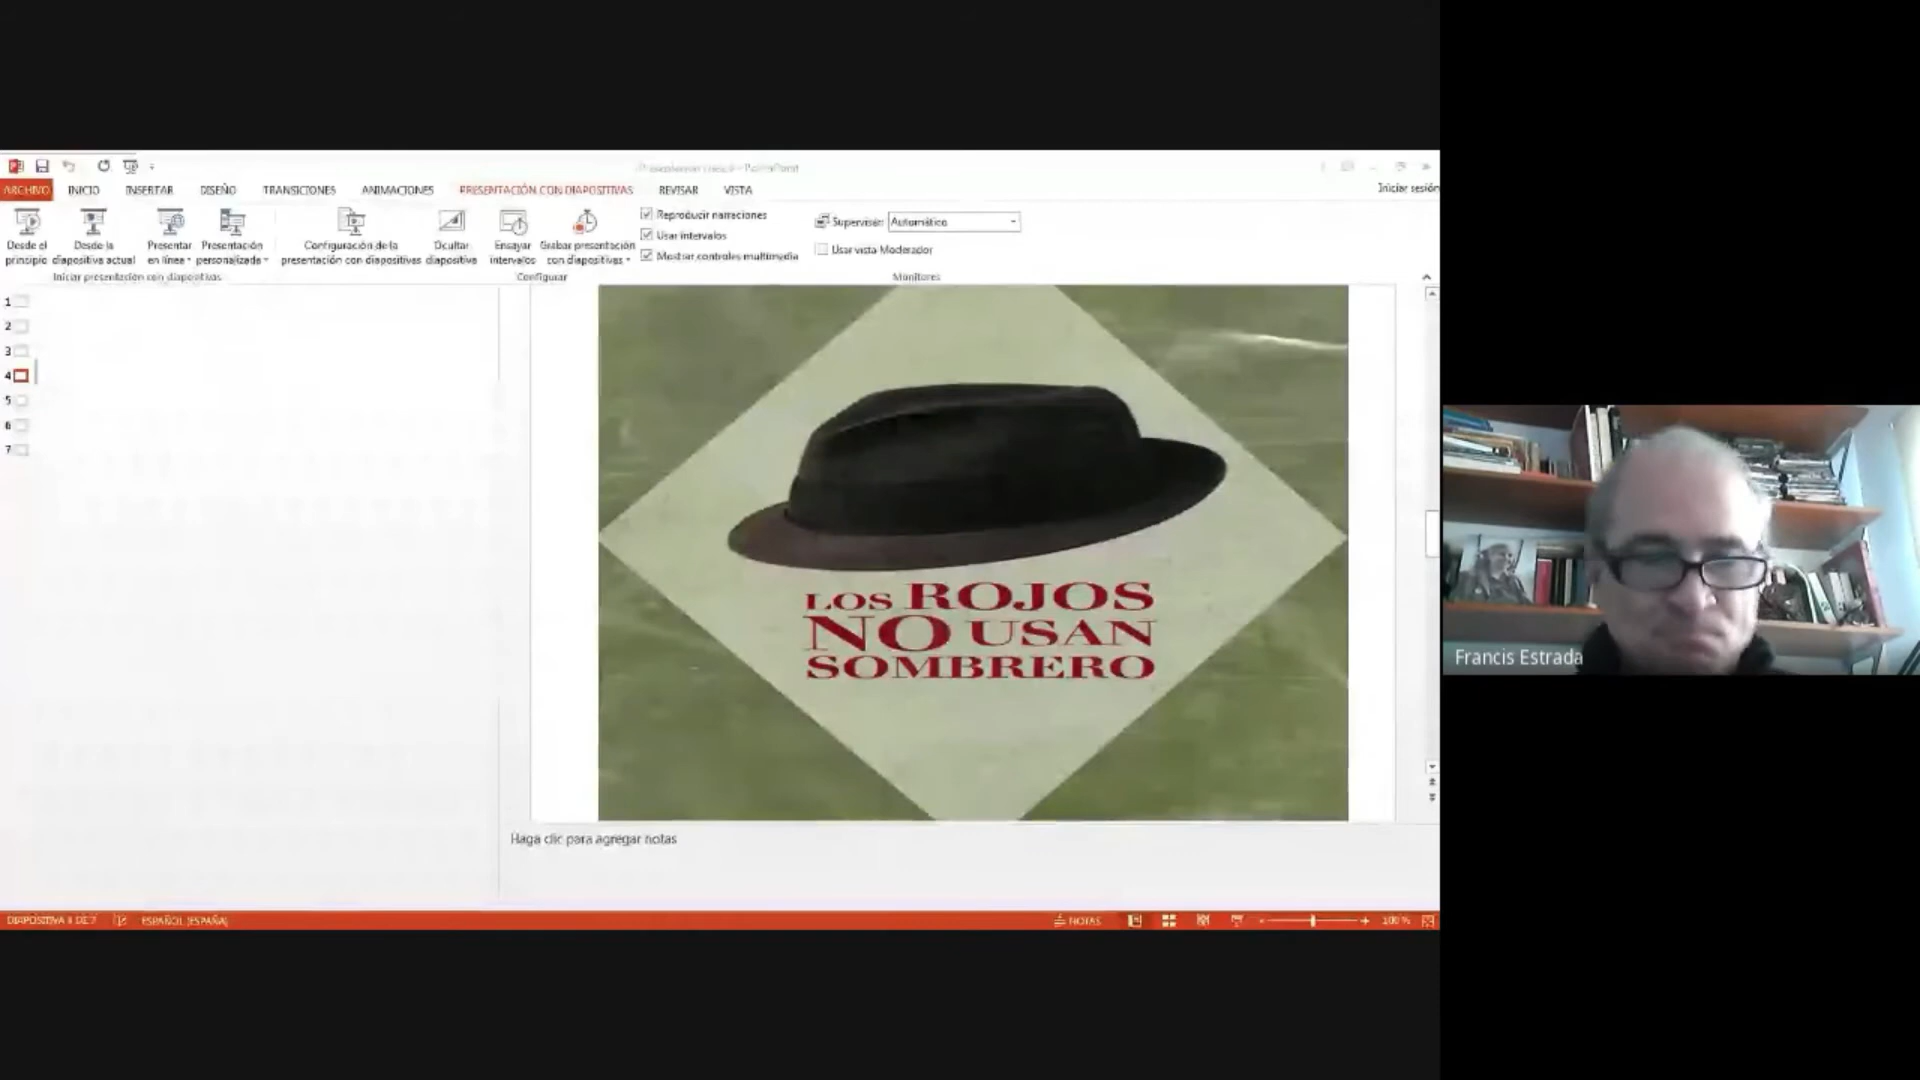 ARCHIVO INICIO INSERTAR DISEÑO TRANSICIONES ANIMACIONES PRESENTACIÓN CON DIAPOSITIVAS REVISAR VISTA
Iniciar sesión
Desde el principio
Desde la diapositiva actual
Presentar en línea
Presentación personalizada
Configuración de la presentación con diapositivas
Ocultar diapositiva
Ensayar intervalos
Grabar presentación con diapositivas
Reproducir narraciones
Usar intervalos
Mostrar controles multimedia
Supervisar: Automático
Usar vista Moderador
Iniciar presentación con diapositivas
Configurar
Monitores
1
2
3
4
5
6
7
LOS ROJOS
NO USAN
SOMBRERO
Francis Estrada
Haga clic para agregar notas
ESPAÑOL (ESPAÑA)
NOTAS
100 %